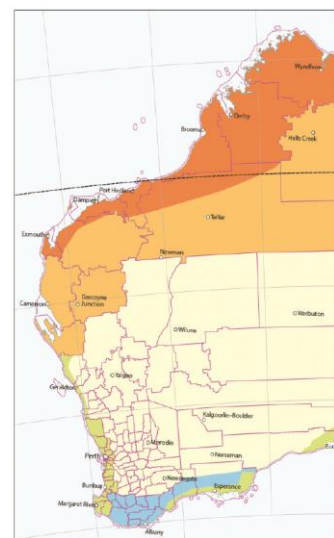 Wyndham
Derby
Broome
Halls Creek
Port Hedland
Dampier
Exmouth
Telfer
Newman
Carnarvon
Gascoyne
Junction
Wiluna
Warburton
Yalgoo
Geraldton
Kalgoorlie–Boulder
Merredin
Perth
Norseman
Bunbury
Newdegate
Esperance
Margaret River
Albany